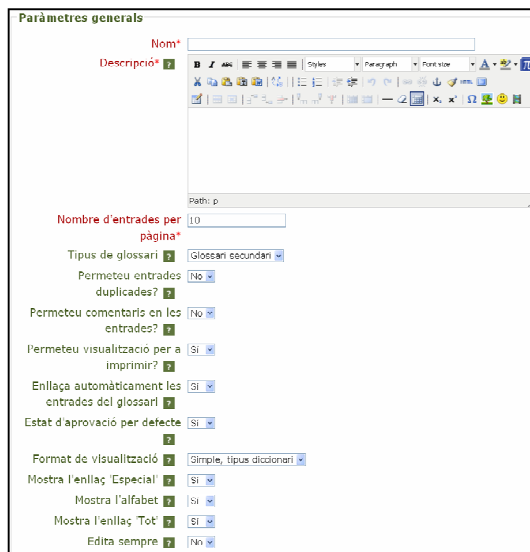 Paràmetres generals
Nom*
Descripció* ?
B I ABC Styles Paragraph Font size A
HTML
x, x² Ω
Path: p
Nombre d'entrades per 10
pàgina*
Tipus de glossari ? Glossari secundari
Permeteu entrades No
duplicades? ?
Permeteu comentaris en les No
entrades? ?
Permeteu visualització per a Sí
imprimir? ?
Enllaça automàticament les Sí
entrades del glossari ?
Estat d'aprovació per defecte Sí
?
Format de visualització ? Simple, tipus diccionari
Mostra l'enllaç 'Especial' ? Sí
Mostra l'alfabet ? Sí
Mostra l'enllaç 'Tot' ? Sí
Edita sempre ? No